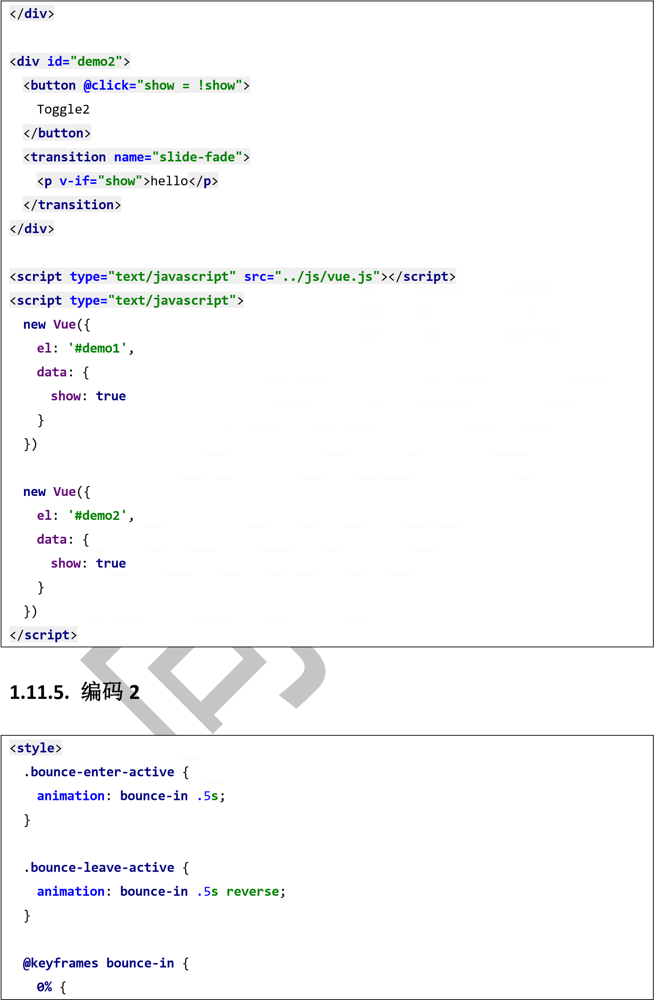 </div>
<div id="demo2">
<button @click="show = !show">
Toggle2
</button>
<transition name="slide-fade">
<p v-if="show">hello</p>
</transition>
</div>
<script type="text/javascript" src="../js/vue.js"></script>
<script type="text/javascript">
new Vue({
el: '#demo1',
data: {
show: true
}
})
new Vue({
el: '#demo2',
data: {
show: true
}
})
</script>
1.11.5. 编码 2
<style>
.bounce-enter-active {
animation: bounce-in .5s;
}
.bounce-leave-active {
animation: bounce-in .5s reverse;
}
@keyframes bounce-in {
0% {